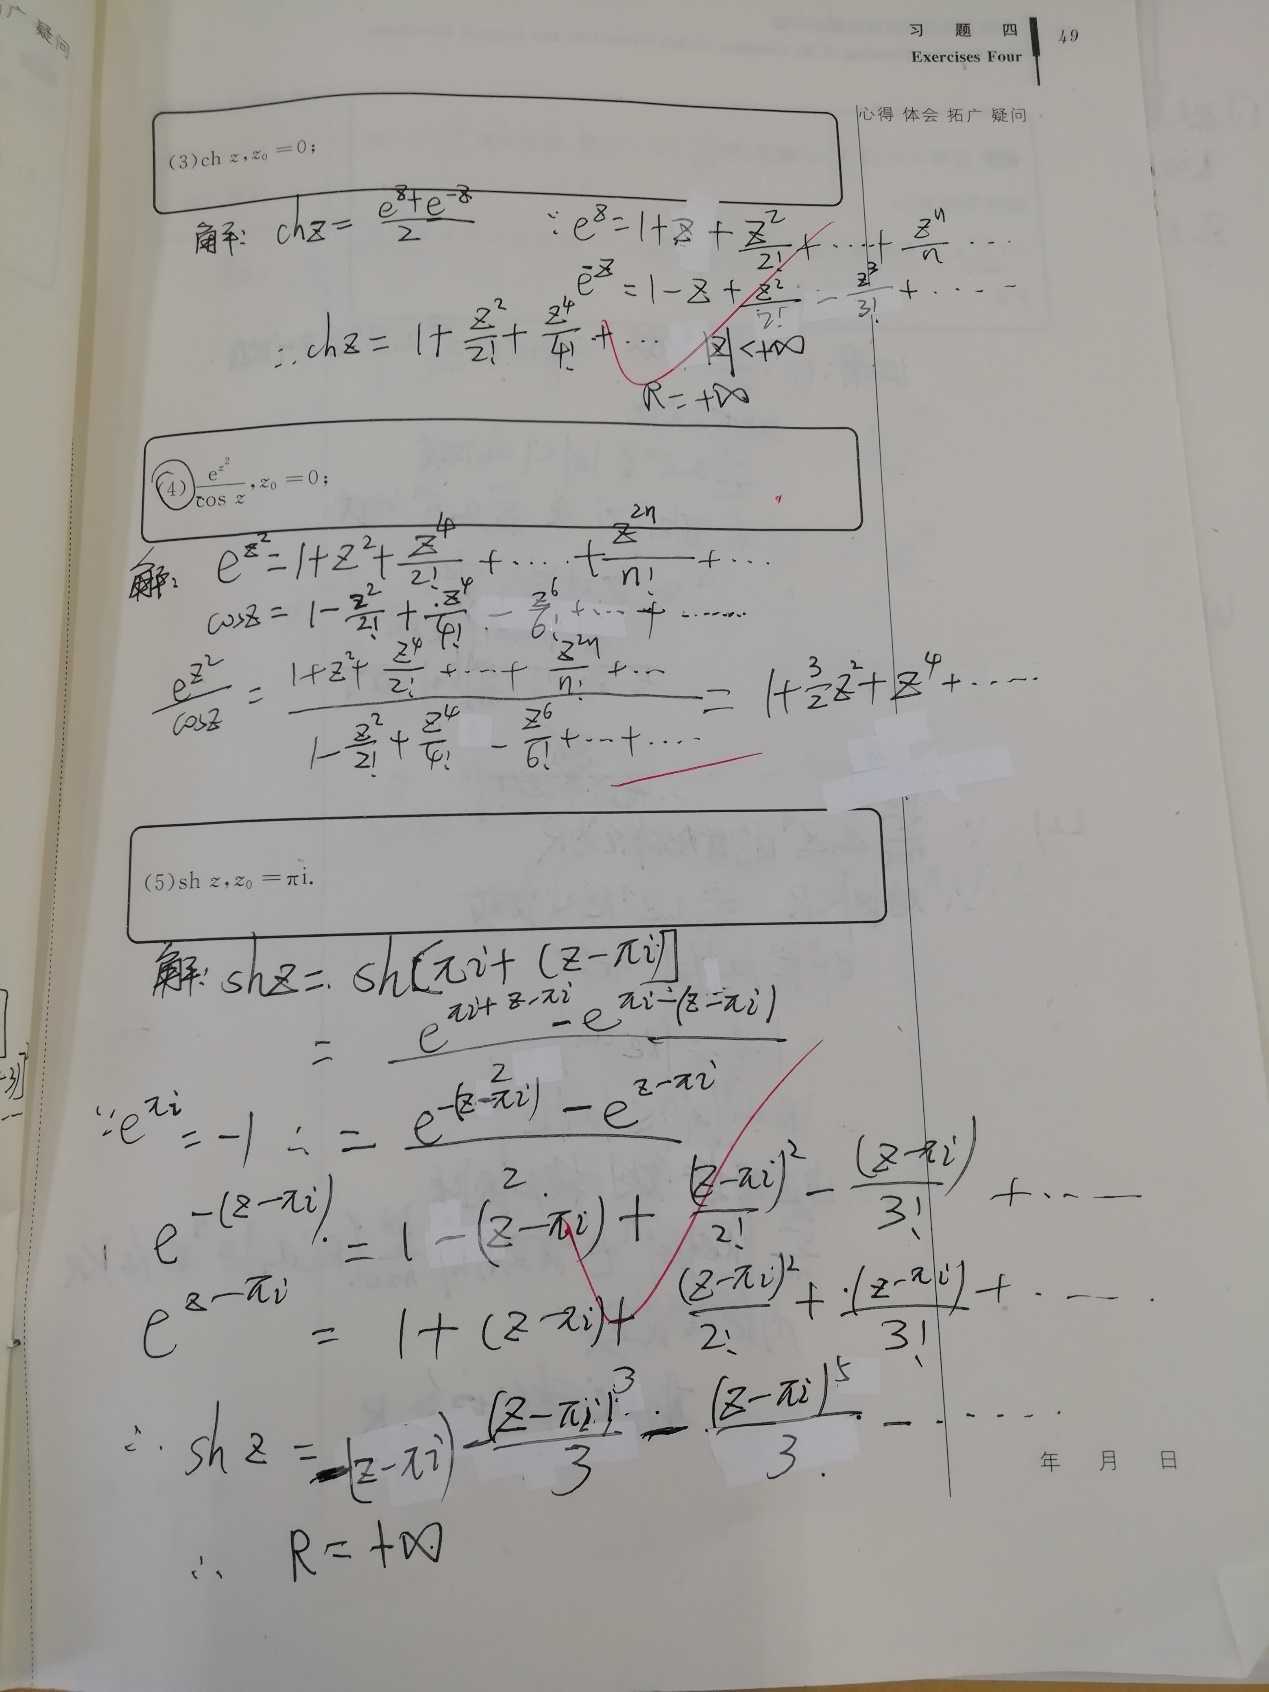 广 疑问
习 题 四 49
Exercises Four
心得 体会 拓广 疑问
(3) ch z, z₀ = 0;
解: chz = (e^z + e^-z)/2 ∵ e^z = 1 + z + z²/2! + ··· + z^n/n ···
e^-z = 1 - z + z²/2! - z³/3! + ·····
∴ chz = 1 + z²/2! + z⁴/4! + ··· |z| < +∞
R = +∞
(4) e^(z²)/cos z, z₀ = 0;
解: e^(z²) = 1 + z² + z⁴/2! + ···· + z^(2n)/n! + ···
cosz = 1 - z²/2! + z⁴/4! - z⁶/6! + ··· + ······
e^(z²)/cosz = (1 + z² + z⁴/2! + ··· + z^(2n)/n! + ···)/(1 - z²/2! + z⁴/4! - z⁶/6! + ··· + ····) = 1 + 3/2 z² + z⁴ + ·····
(5) sh z, z₀ = πi.
解: shz = sh[πi + (z - πi)]
= (e^(πi + z - πi) - e^(πi - (z - πi)))/2
∵ e^(πi) = -1 ∴ = (e^(-(z - πi)) - e^(z - πi))/2
e^(-(z - πi)) = 1 - (z - πi) + (z - πi)²/2! - (z - πi)/3! + ···
e^(z - πi) = 1 + (z - πi) + (z - πi)²/2! + (z - πi)/3! + ····
∴ sh z = -(z - πi) - (z - πi)³/3 - (z - πi)⁵/3. - ······
年 月 日
∴ R = +∞